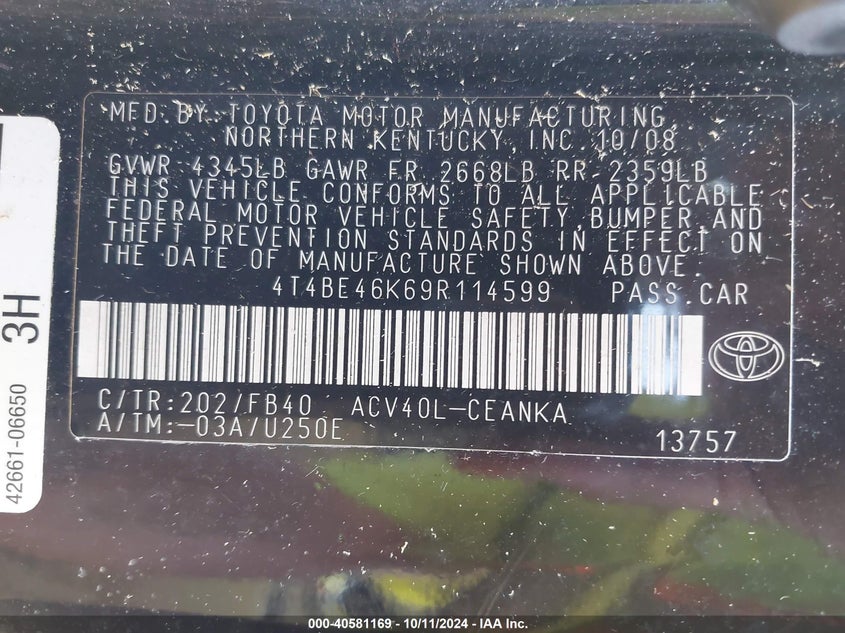 MFD. BY: TOYOTA MOTOR MANUFACTURING,
NORTHERN KENTUCKY, INC. 10/08
GVWR 4345LB GAWR FR 2668LB RR 2359LB
THIS VEHICLE CONFORMS TO ALL APPLICABLE
FEDERAL MOTOR VEHICLE SAFETY, BUMPER, AND
THEFT PREVENTION STANDARDS IN EFFECT ON
THE DATE OF MANUFACTURE SHOWN ABOVE.
4T4BE46K69R114599 PASS. CAR
C/TR: 202/FB40 ACV40L-CEANKA
A/TM: -03A/U250E
13757
42661-06650
3H
000-40581169 - 10/11/2024 - IAA Inc.